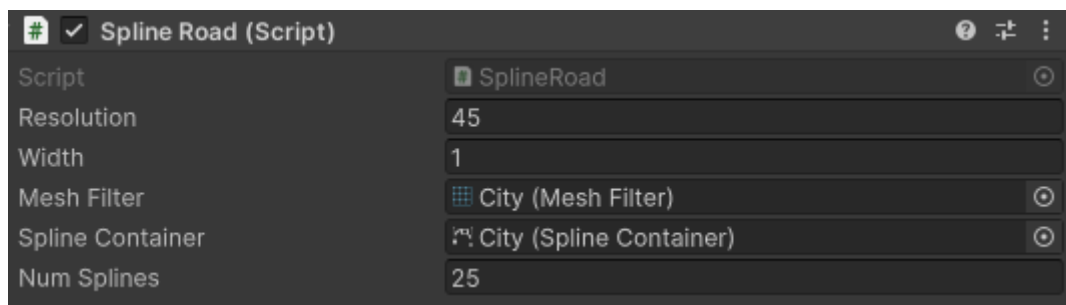 # Spline Road (Script)
Script # SplineRoad
Resolution 45
Width 1
Mesh Filter City (Mesh Filter)
Spline Container City (Spline Container)
Num Splines 25